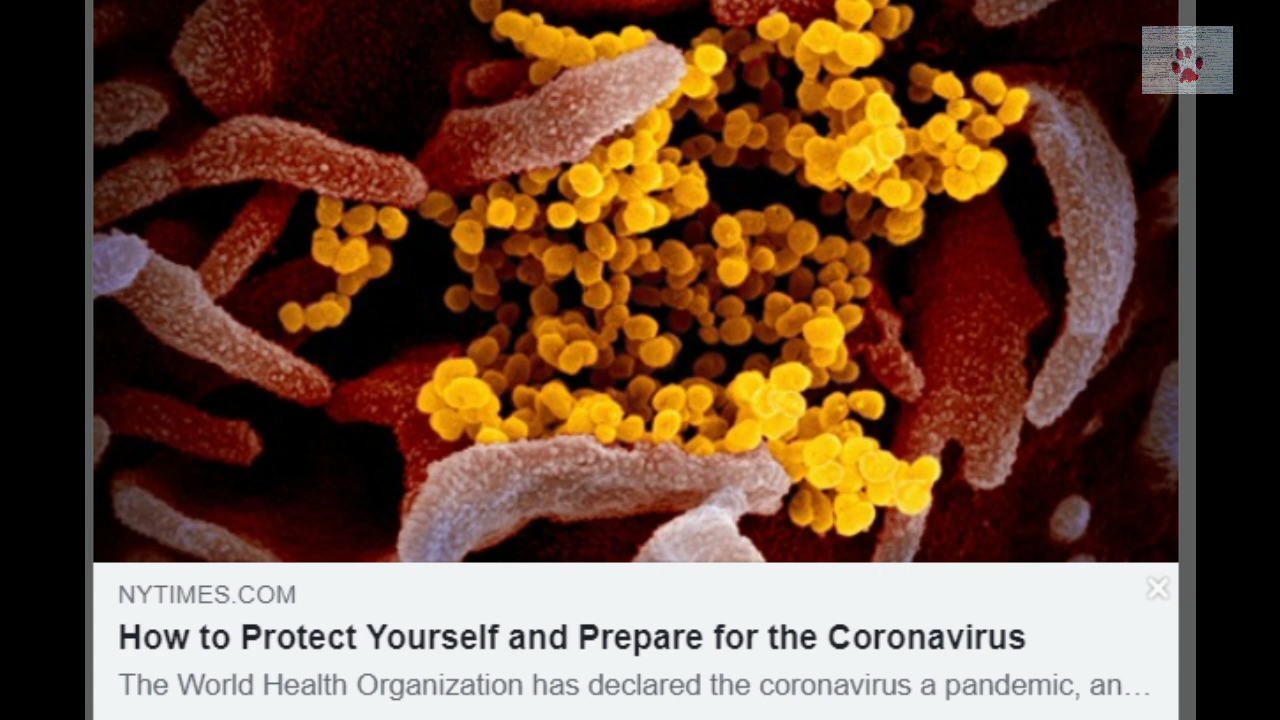 NYTIMES.COM
How to Protect Yourself and Prepare for the Coronavirus
The World Health Organization has declared the coronavirus a pandemic, an…